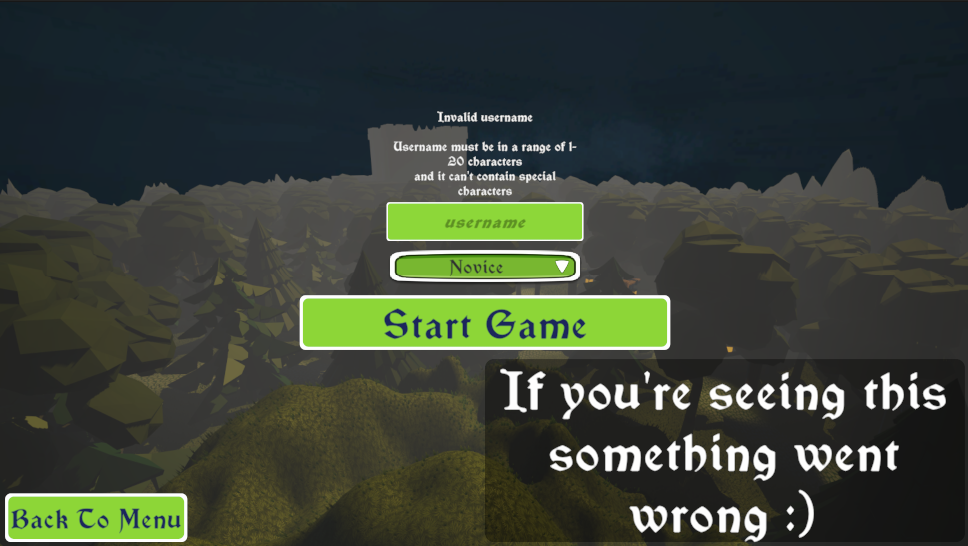 Invalid username
Username must be in a range of 1-
20 characters
and it can't contain special
characters
username
Novice
Start Game
If you're seeing this
something went
wrong :)
Back To Menu